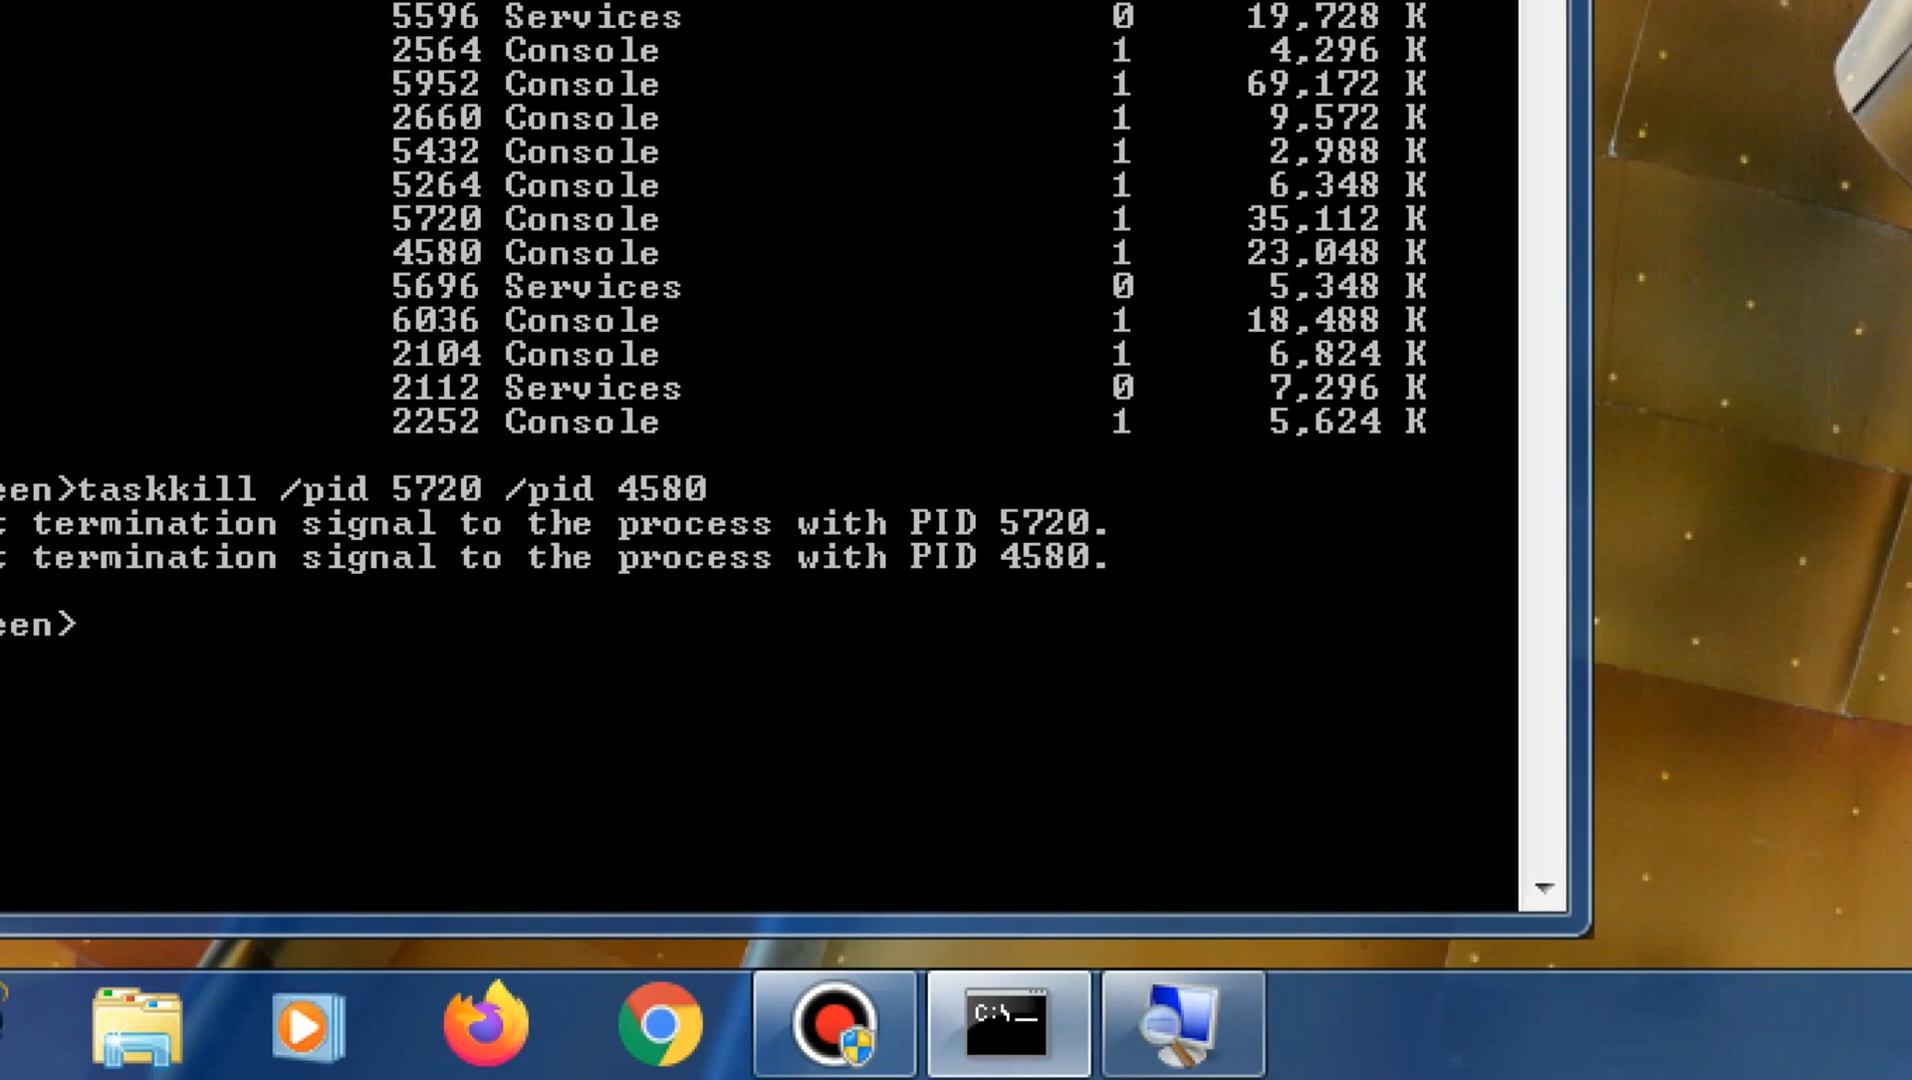 5596 Services 0 19,728 K
2564 Console 1 4,296 K
5952 Console 1 69,172 K
2660 Console 1 9,572 K
5432 Console 1 2,988 K
5264 Console 1 6,348 K
5720 Console 1 35,112 K
4580 Console 1 23,048 K
5696 Services 0 5,348 K
6036 Console 1 18,488 K
2104 Console 1 6,824 K
2112 Services 0 7,296 K
2252 Console 1 5,624 K
een>taskkill /pid 5720 /pid 4580
t termination signal to the process with PID 5720.
t termination signal to the process with PID 4580.
een>
C:\_